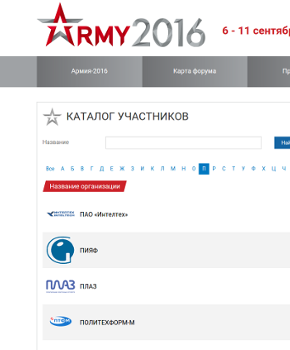 ARMY2016
6 - 11 сентябр
Армия-2016 Карта форума Пр
КАТАЛОГ УЧАСТНИКОВ
Название Най
Все А Б В Г Д Е Ж З И К Л М Н О П Р С Т У Ф Х Ц Ч
Название организации
ПАО «Интелтех»
ПИЯФ
ПЛАЗ ПЛАЗ
ПОЛИТЕХФОРМ-М